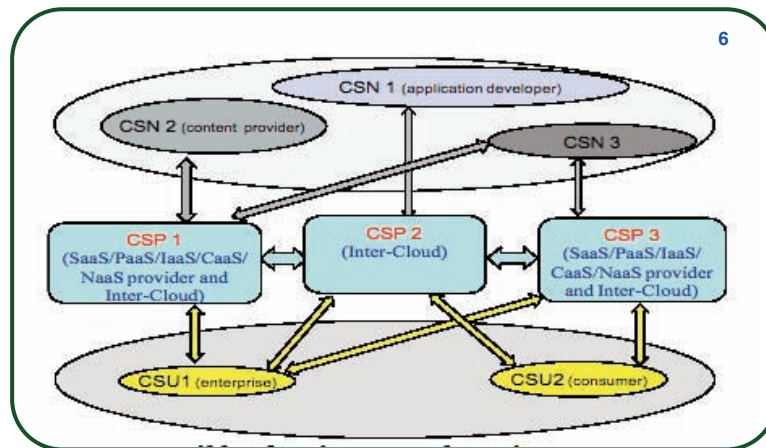 6
CSN 1 (application developer)
CSN 2 (content provider)
CSN 3
CSP 1
(SaaS/PaaS/IaaS/CaaS/
NaaS provider and
Inter-Cloud)
CSP 2
(Inter-Cloud)
CSP 3
(SaaS/PaaS/IaaS/
CaaS/NaaS provider
and Inter-Cloud)
CSU1 (enterprise)
CSU2 (consumer)